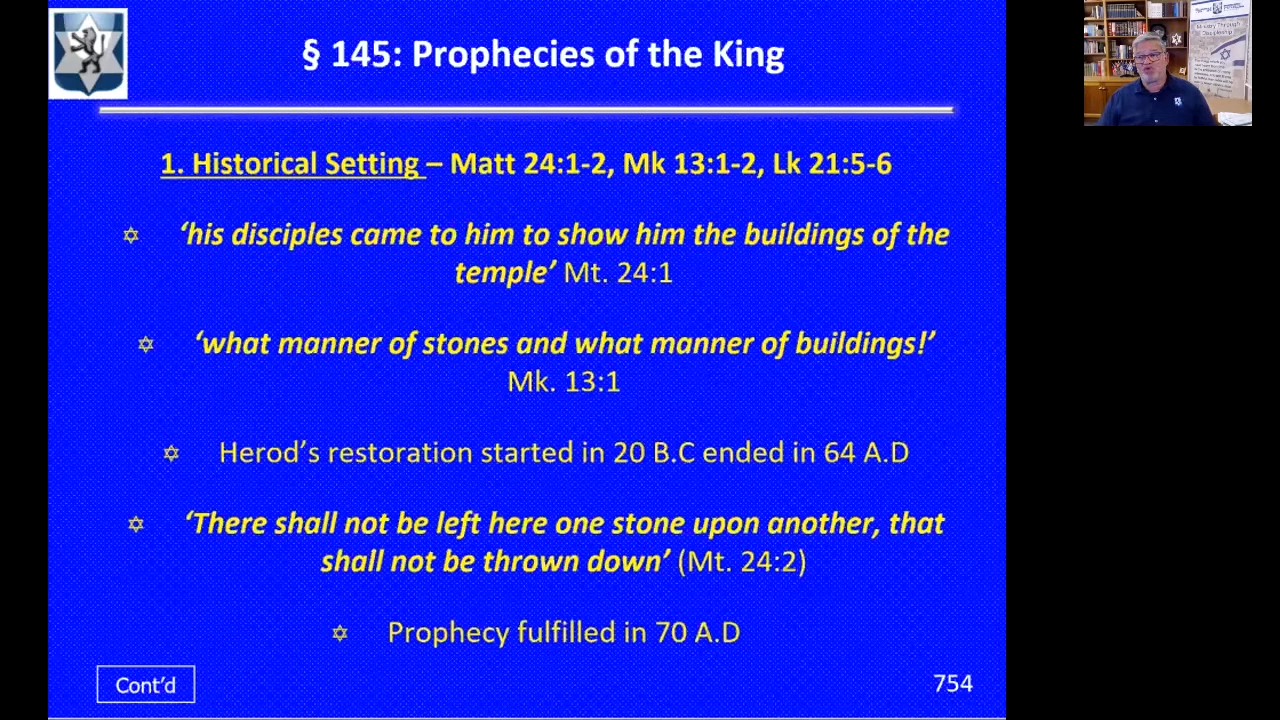 § 145: Prophecies of the King
1. Historical Setting – Matt 24:1-2, Mk 13:1-2, Lk 21:5-6
‘his disciples came to him to show him the buildings of the
temple’ Mt. 24:1
‘what manner of stones and what manner of buildings!’
Mk. 13:1
Herod’s restoration started in 20 B.C ended in 64 A.D
‘There shall not be left here one stone upon another, that
shall not be thrown down’ (Mt. 24:2)
Prophecy fulfilled in 70 A.D
Cont’d
754
Ministry Through
Discipleship